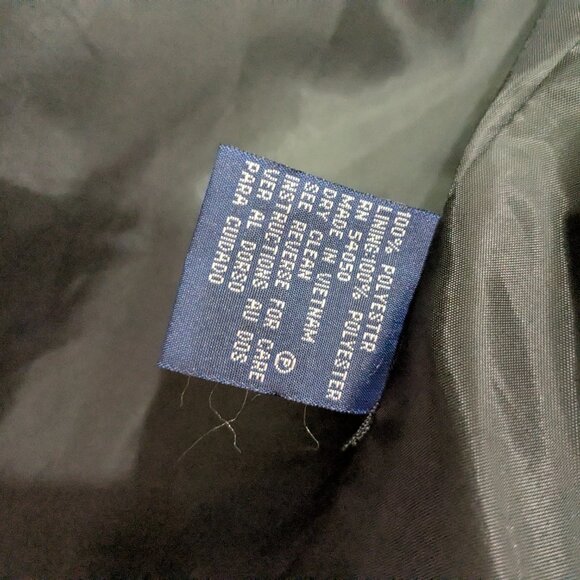 100% POLYESTER
LINING:100% POLYESTER
RN 54050
MADE IN VIETNAM
DRY CLEAN Ⓟ
SEE REVERSE FOR CARE
INSTRUCTIONS AU DOS
VER AL DORSO
PARA CUIDADO